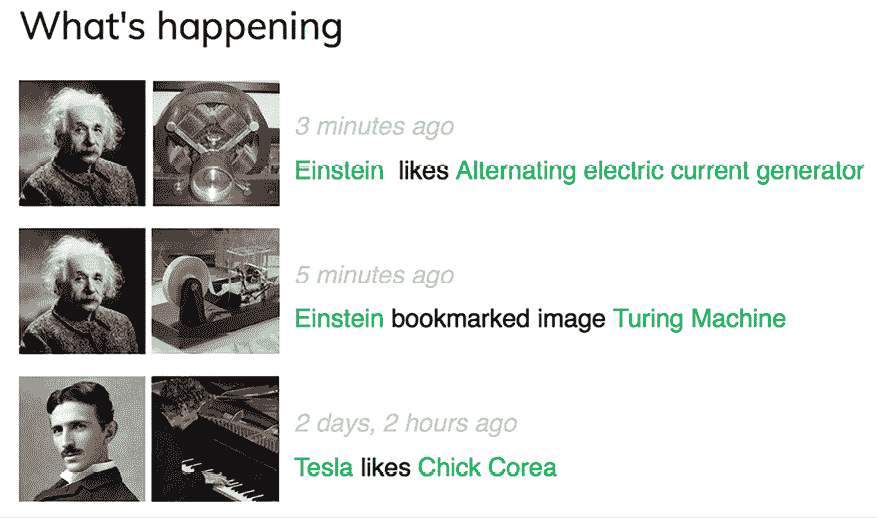 What's happening
3 minutes ago
Einstein likes Alternating electric current generator
5 minutes ago
Einstein bookmarked image Turing Machine
2 days, 2 hours ago
Tesla likes Chick Corea